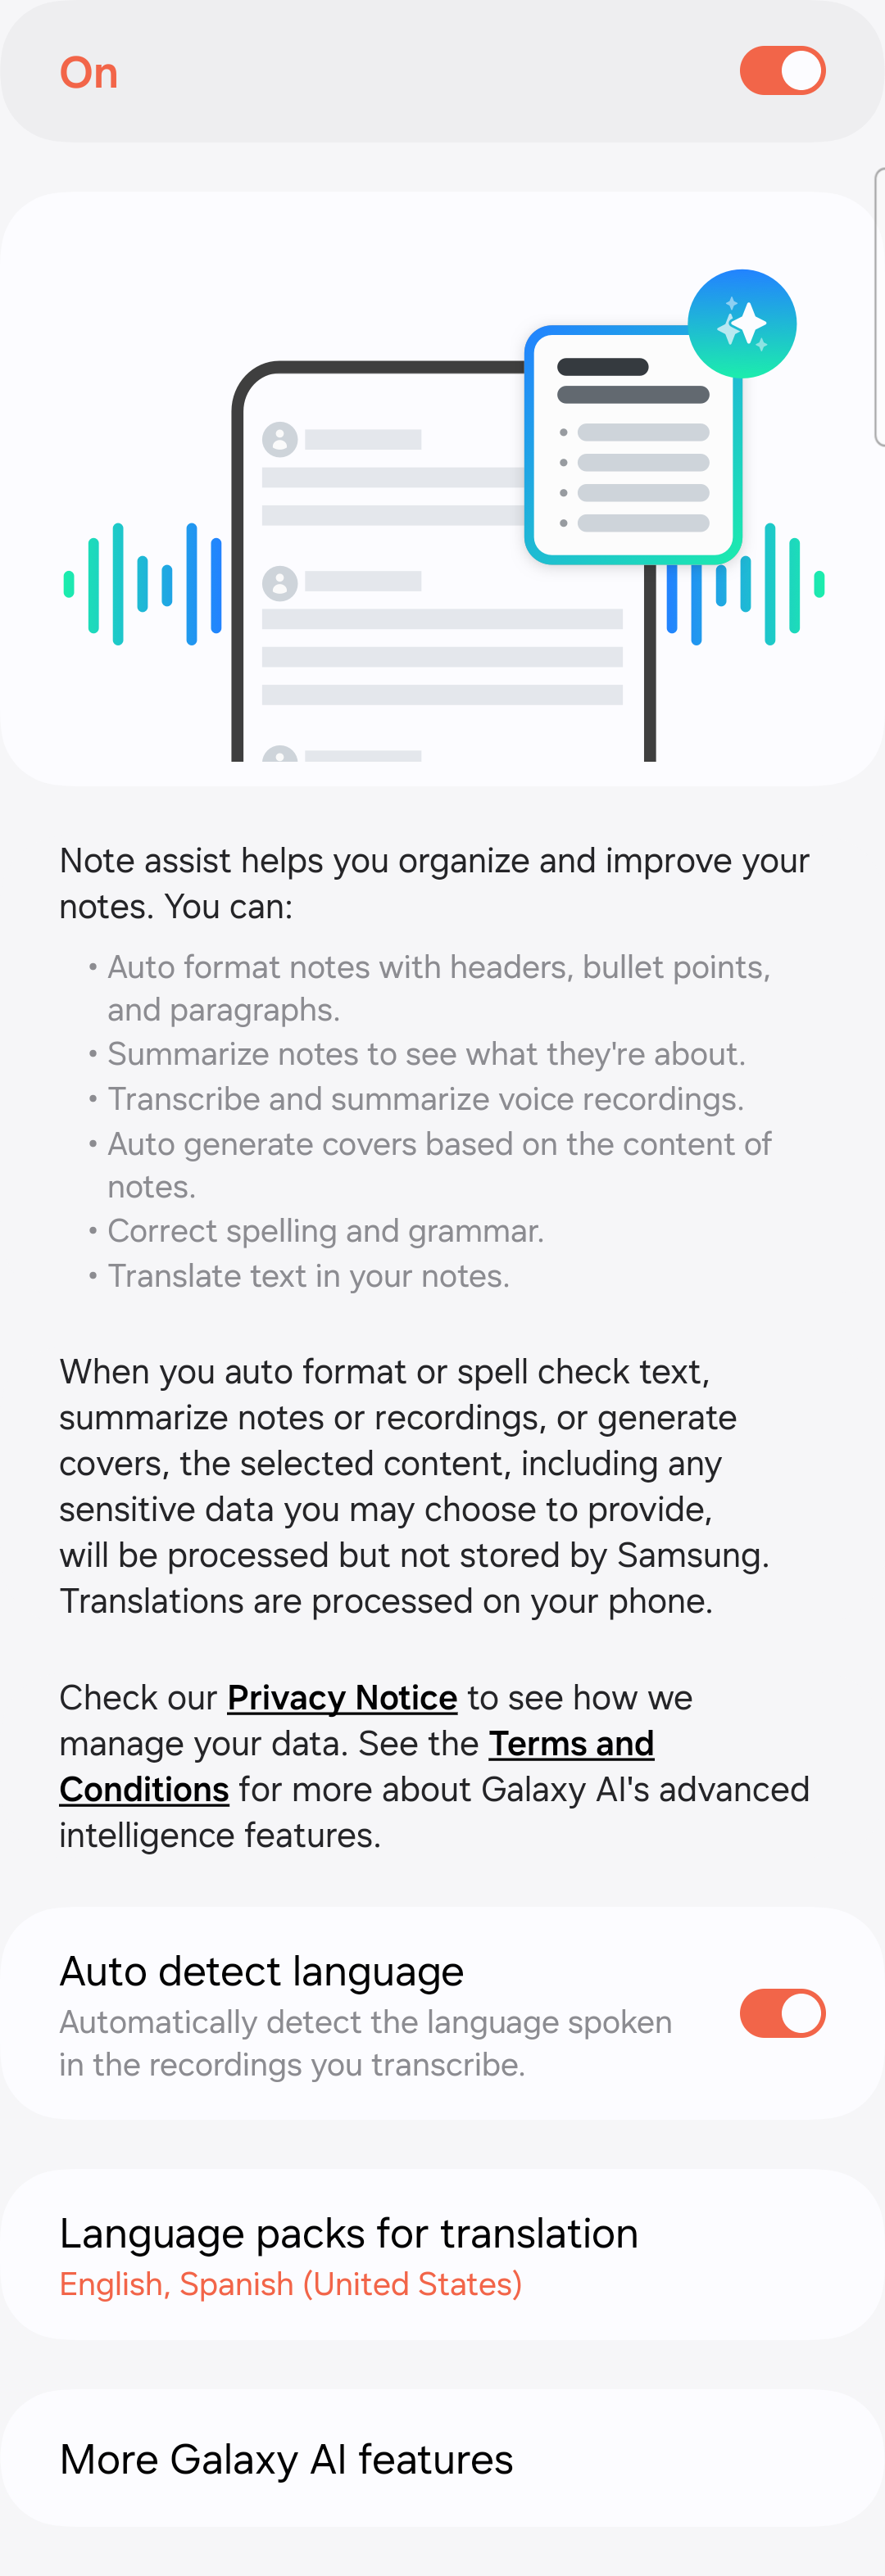 On
Note assist helps you organize and improve your
notes. You can:
• Auto format notes with headers, bullet points,
and paragraphs.
• Summarize notes to see what they're about.
• Transcribe and summarize voice recordings.
• Auto generate covers based on the content of
notes.
• Correct spelling and grammar.
• Translate text in your notes.
When you auto format or spell check text,
summarize notes or recordings, or generate
covers, the selected content, including any
sensitive data you may choose to provide,
will be processed but not stored by Samsung.
Translations are processed on your phone.
Check our Privacy Notice to see how we
manage your data. See the Terms and
Conditions for more about Galaxy AI's advanced
intelligence features.
Auto detect language
Automatically detect the language spoken
in the recordings you transcribe.
Language packs for translation
English, Spanish (United States)
More Galaxy AI features